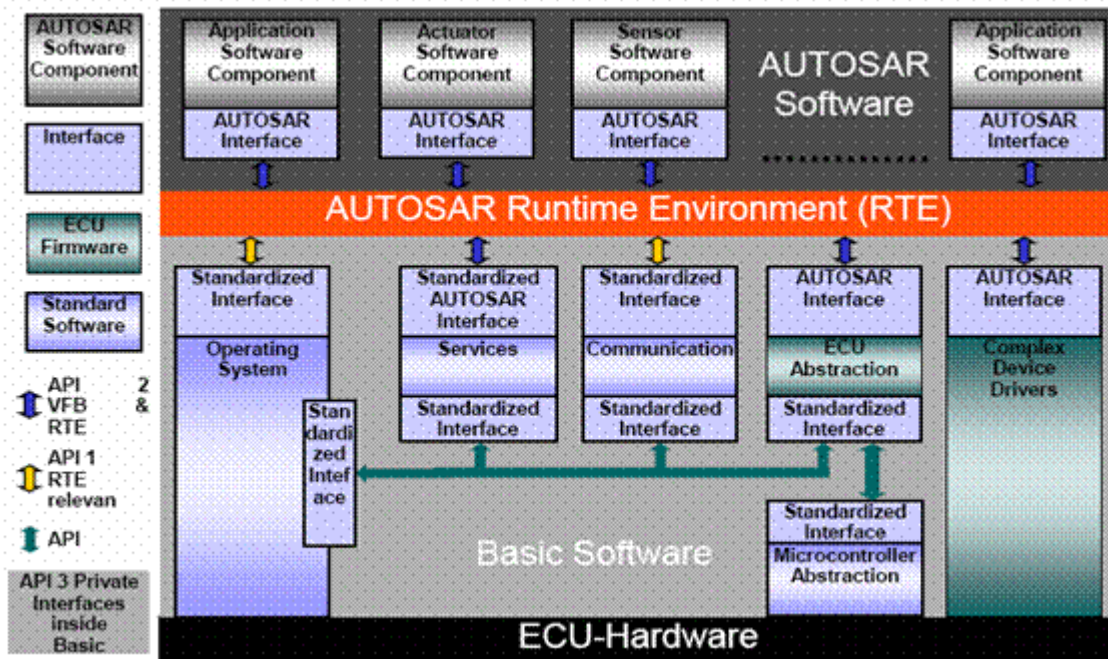 AUTOSAR
Software
Component
Interface
ECU
Firmware
Standard
Software
API 2
VFB &
RTE
API 1
RTE
relevan
API
API 3 Private
Interfaces
inside
Basic
Application
Software
Component
AUTOSAR
Interface
Actuator
Software
Component
AUTOSAR
Interface
Sensor
Software
Component
AUTOSAR
Interface
AUTOSAR
Software
..................
Application
Software
Component
AUTOSAR
Interface
AUTOSAR Runtime Environment (RTE)
Standardized
Interface
Operating
System
Stan
dardi
zed
Intef
ace
Standardized
AUTOSAR
Interface
Services
Standardized
Interface
Standardized
Interface
Communication
Standardized
Interface
AUTOSAR
Interface
ECU
Abstraction
Standardized
Interface
Standardized
Interface
Microcontroller
Abstraction
AUTOSAR
Interface
Complex
Device
Drivers
Basic Software
ECU-Hardware